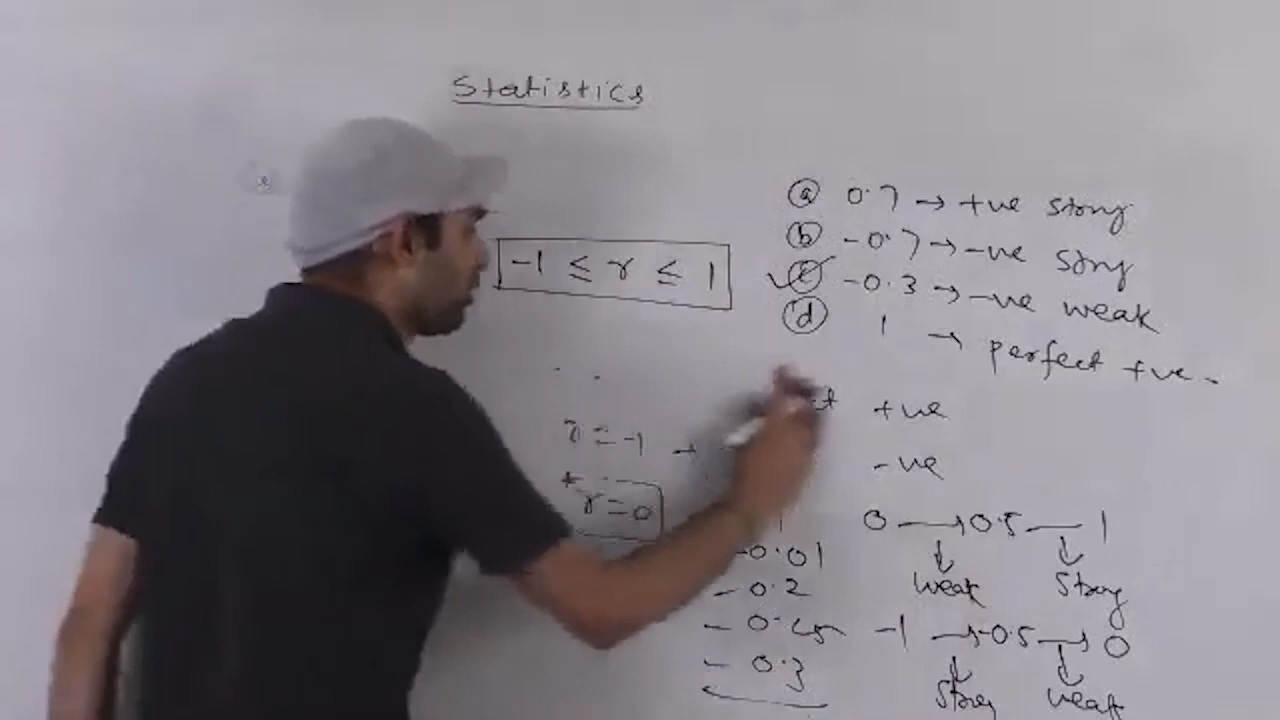 Statistics
-1 ≤ r ≤ 1
ⓐ 0.7 → +ve strong
ⓑ -0.7 → -ve strong
ⓒ -0.3 → -ve weak
ⓓ 1 → perfect +ve.
+ve
r = -1 →
-ve
* r = 0
0 → 0.5 — 1
-0.01
weak strong
-0.2
-0.45
-1 → -0.5 → 0
-0.3
strong weak